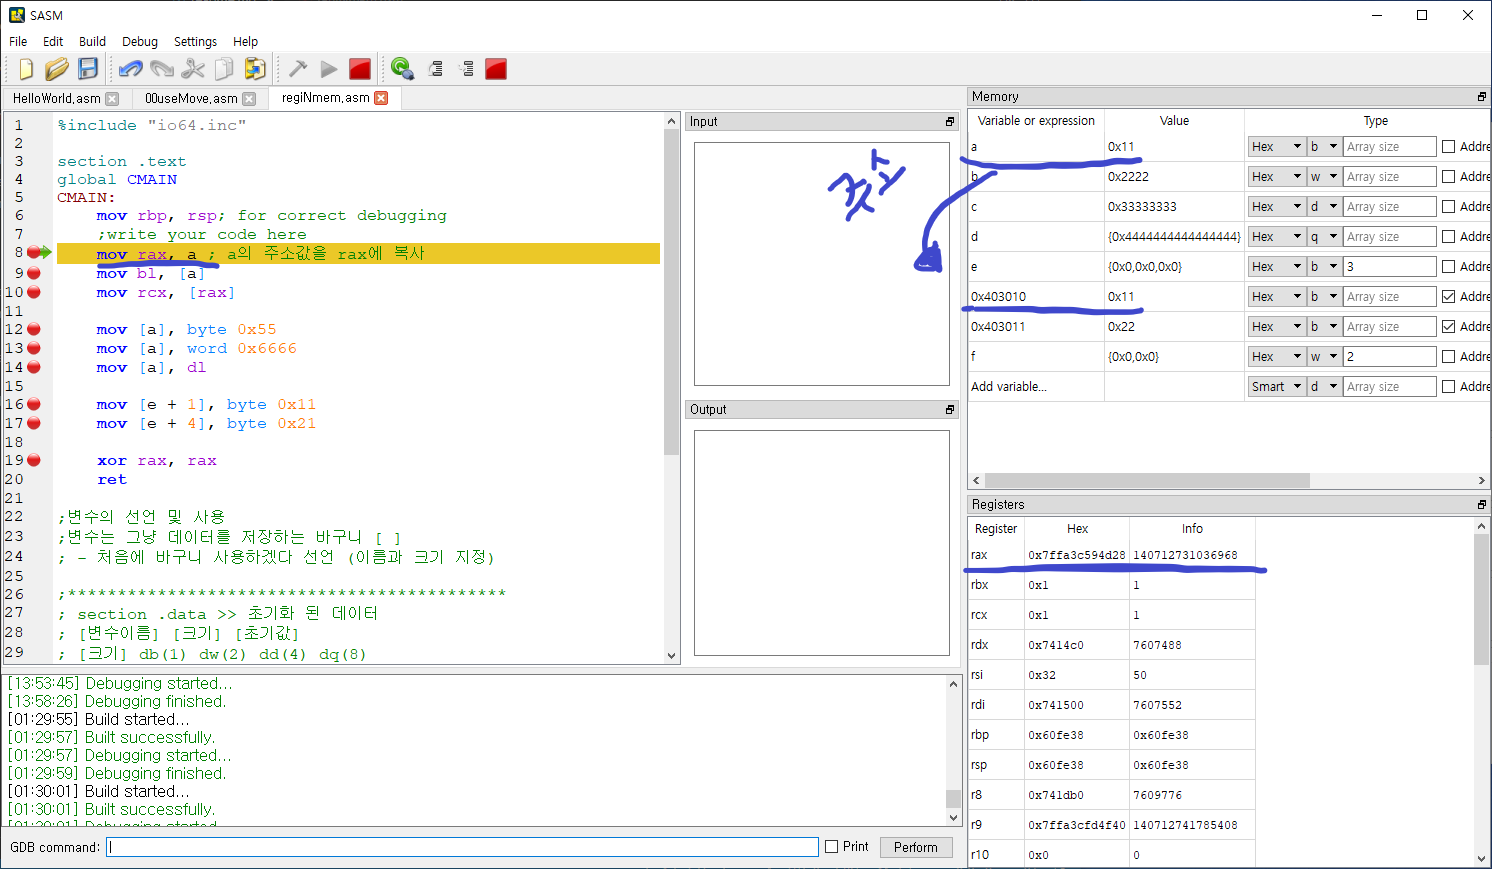 SASM
File Edit Build Debug Settings Help
HelloWorld.asm 00useMove.asm regiNmem.asm
1 %include "io64.inc"
2
3 section .text
4 global CMAIN
5 CMAIN:
6 mov rbp, rsp; for correct debugging
7 ;write your code here
8 mov rax, a ; a의 주소값을 rax에 복사
9 mov bl, [a]
10 mov rcx, [rax]
11
12 mov [a], byte 0x55
13 mov [a], word 0x6666
14 mov [a], dl
15
16 mov [e + 1], byte 0x11
17 mov [e + 4], byte 0x21
18
19 xor rax, rax
20 ret
21
22 ;변수의 선언 및 사용
23 ;변수는 그냥 데이터를 저장하는 바구니 [ ]
24 ; - 처음에 바구니 사용하겠다 선언 (이름과 크기 지정)
25
26 ;********************************************
27 ; section .data >> 초기화 된 데이터
28 ; [변수이름] [크기] [초기값]
29 ; [크기] db(1) dw(2) dd(4) dq(8)
Input
Output
Memory
Variable or expression Value Type
a 0x11 Hex b Array size Addre
b 0x2222 Hex w Array size Addre
c 0x33333333 Hex d Array size Addre
d {0x4444444444444444} Hex q Array size Addre
e {0x0,0x0,0x0} Hex b 3 Addre
0x403010 0x11 Hex b Array size Addre
0x403011 0x22 Hex b Array size Addre
f {0x0,0x0} Hex w 2 Addre
Add variable... Smart d Array size Addre
Registers
Register Hex Info
rax 0x7ffa3c594d28 140712731036968
rbx 0x1 1
rcx 0x1 1
rdx 0x7414c0 7607488
rsi 0x32 50
rdi 0x741500 7607552
rbp 0x60fe38 0x60fe38
rsp 0x60fe38 0x60fe38
r8 0x741db0 7609776
r9 0x7ffa3cfd4f40 140712741785408
r10 0x0 0
[13:53:45] Debugging started...
[13:58:26] Debugging finished.
[01:29:55] Build started...
[01:29:57] Built successfully.
[01:29:57] Debugging started...
[01:29:59] Debugging finished.
[01:30:01] Build started...
[01:30:01] Built successfully.
GDB command: Print Perform